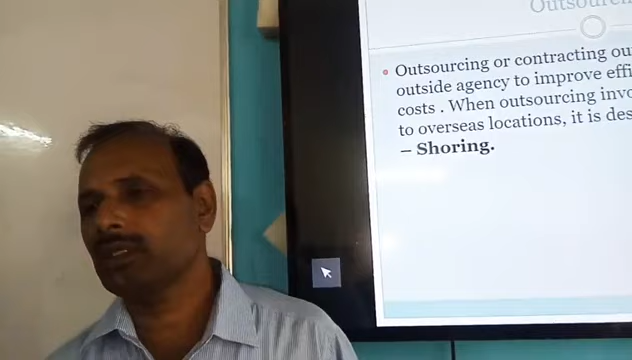 Outsourcin
Outsourcing or contracting ou
outside agency to improve effi
costs . When outsourcing invo
to overseas locations, it is des
– Shoring.